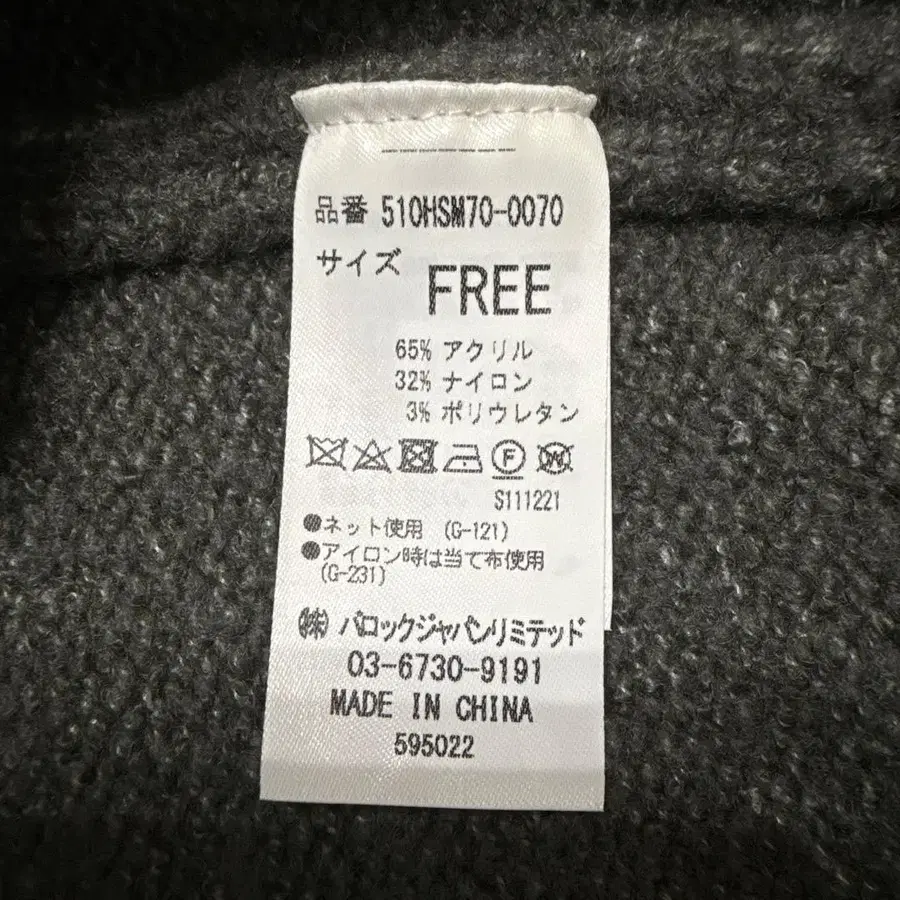 品番 510HSM70-0070
サイズ FREE
65% アクリル
32% ナイロン
3% ポリウレタン
F W
S111221
●ネット使用 (G-121)
●アイロン時は当て布使用
(G-231)
㈱ バロックジャパンリミテッド
03-6730-9191
MADE IN CHINA
595022